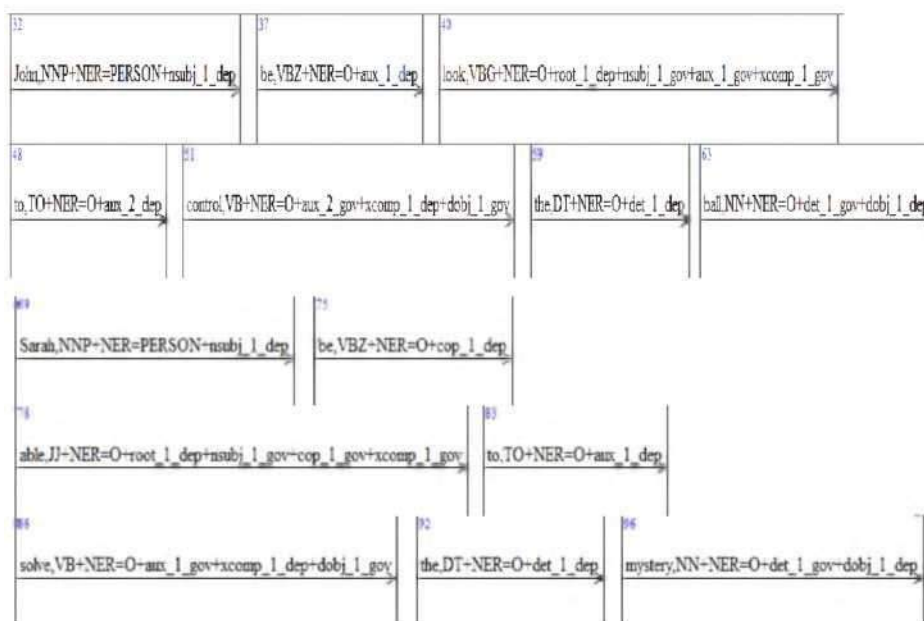 32 37 40
John,NNP+NER=PERSON+nsubj_1_dep be,VBZ+NER=O+aux_1_dep look,VBG+NER=O+root_1_dep+nsubj_1_gov+aux_1_gov+xcomp_1_gov
48 51 59 63
to,TO+NER=O+aux_2_dep control,VB+NER=O+aux_2_gov+xcomp_1_dep+dobj_1_gov the,DT+NER=O+det_1_dep ball,NN+NER=O+det_1_gov+dobj_1_dep
69 75
Sarah,NNP+NER=PERSON+nsubj_1_dep be,VBZ+NER=O+cop_1_dep
78 83
able,JJ+NER=O+root_1_dep+nsubj_1_gov+cop_1_gov+xcomp_1_gov to,TO+NER=O+aux_1_dep
86 92 96
solve,VB+NER=O+aux_1_gov+xcomp_1_dep+dobj_1_gov the,DT+NER=O+det_1_dep mystery,NN+NER=O+det_1_gov+dobj_1_dep